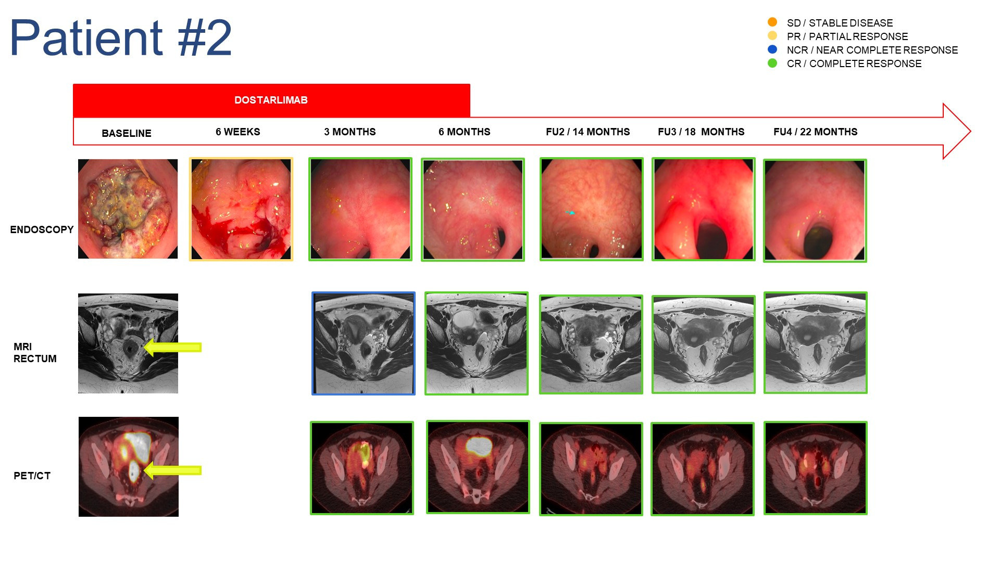 Patient #2
SD / STABLE DISEASE
PR / PARTIAL RESPONSE
NCR / NEAR COMPLETE RESPONSE
CR / COMPLETE RESPONSE
DOSTARLIMAB
BASELINE
6 WEEKS
3 MONTHS
6 MONTHS
FU2 / 14 MONTHS
FU3 / 18 MONTHS
FU4 / 22 MONTHS
ENDOSCOPY
MRI
RECTUM
PET/CT